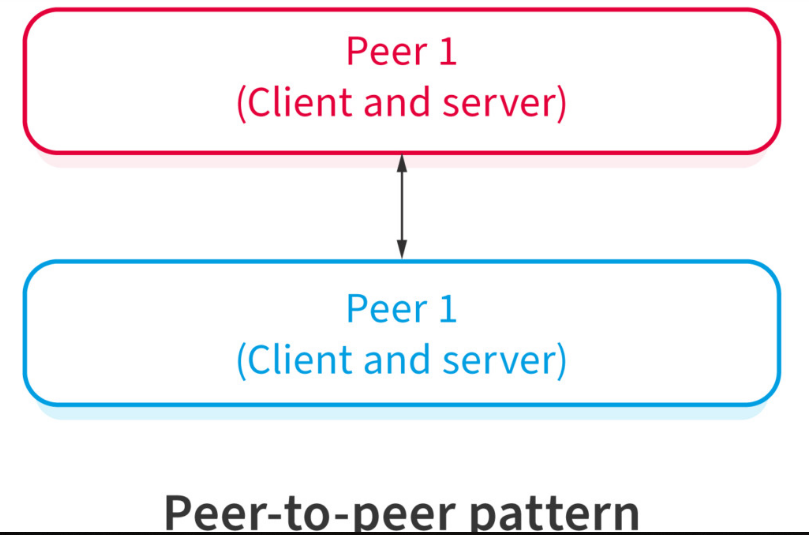 Peer 1
(Client and server)
Peer 1
(Client and server)
Peer-to-peer pattern